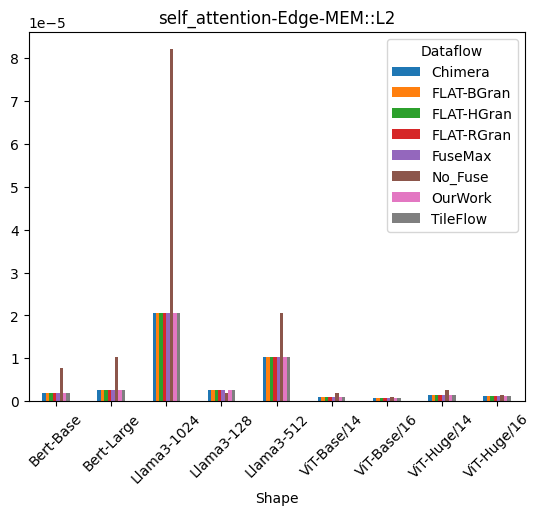 self_attention-Edge-MEM::L2
1e−5
8
7
6
5
4
3
2
1
0
Dataflow
Chimera
FLAT-BGran
FLAT-HGran
FLAT-RGran
FuseMax
No_Fuse
OurWork
TileFlow
Bert-Base
Bert-Large
Llama3-1024
Llama3-128
Llama3-512
ViT-Base/14
ViT-Base/16
ViT-Huge/14
ViT-Huge/16
Shape